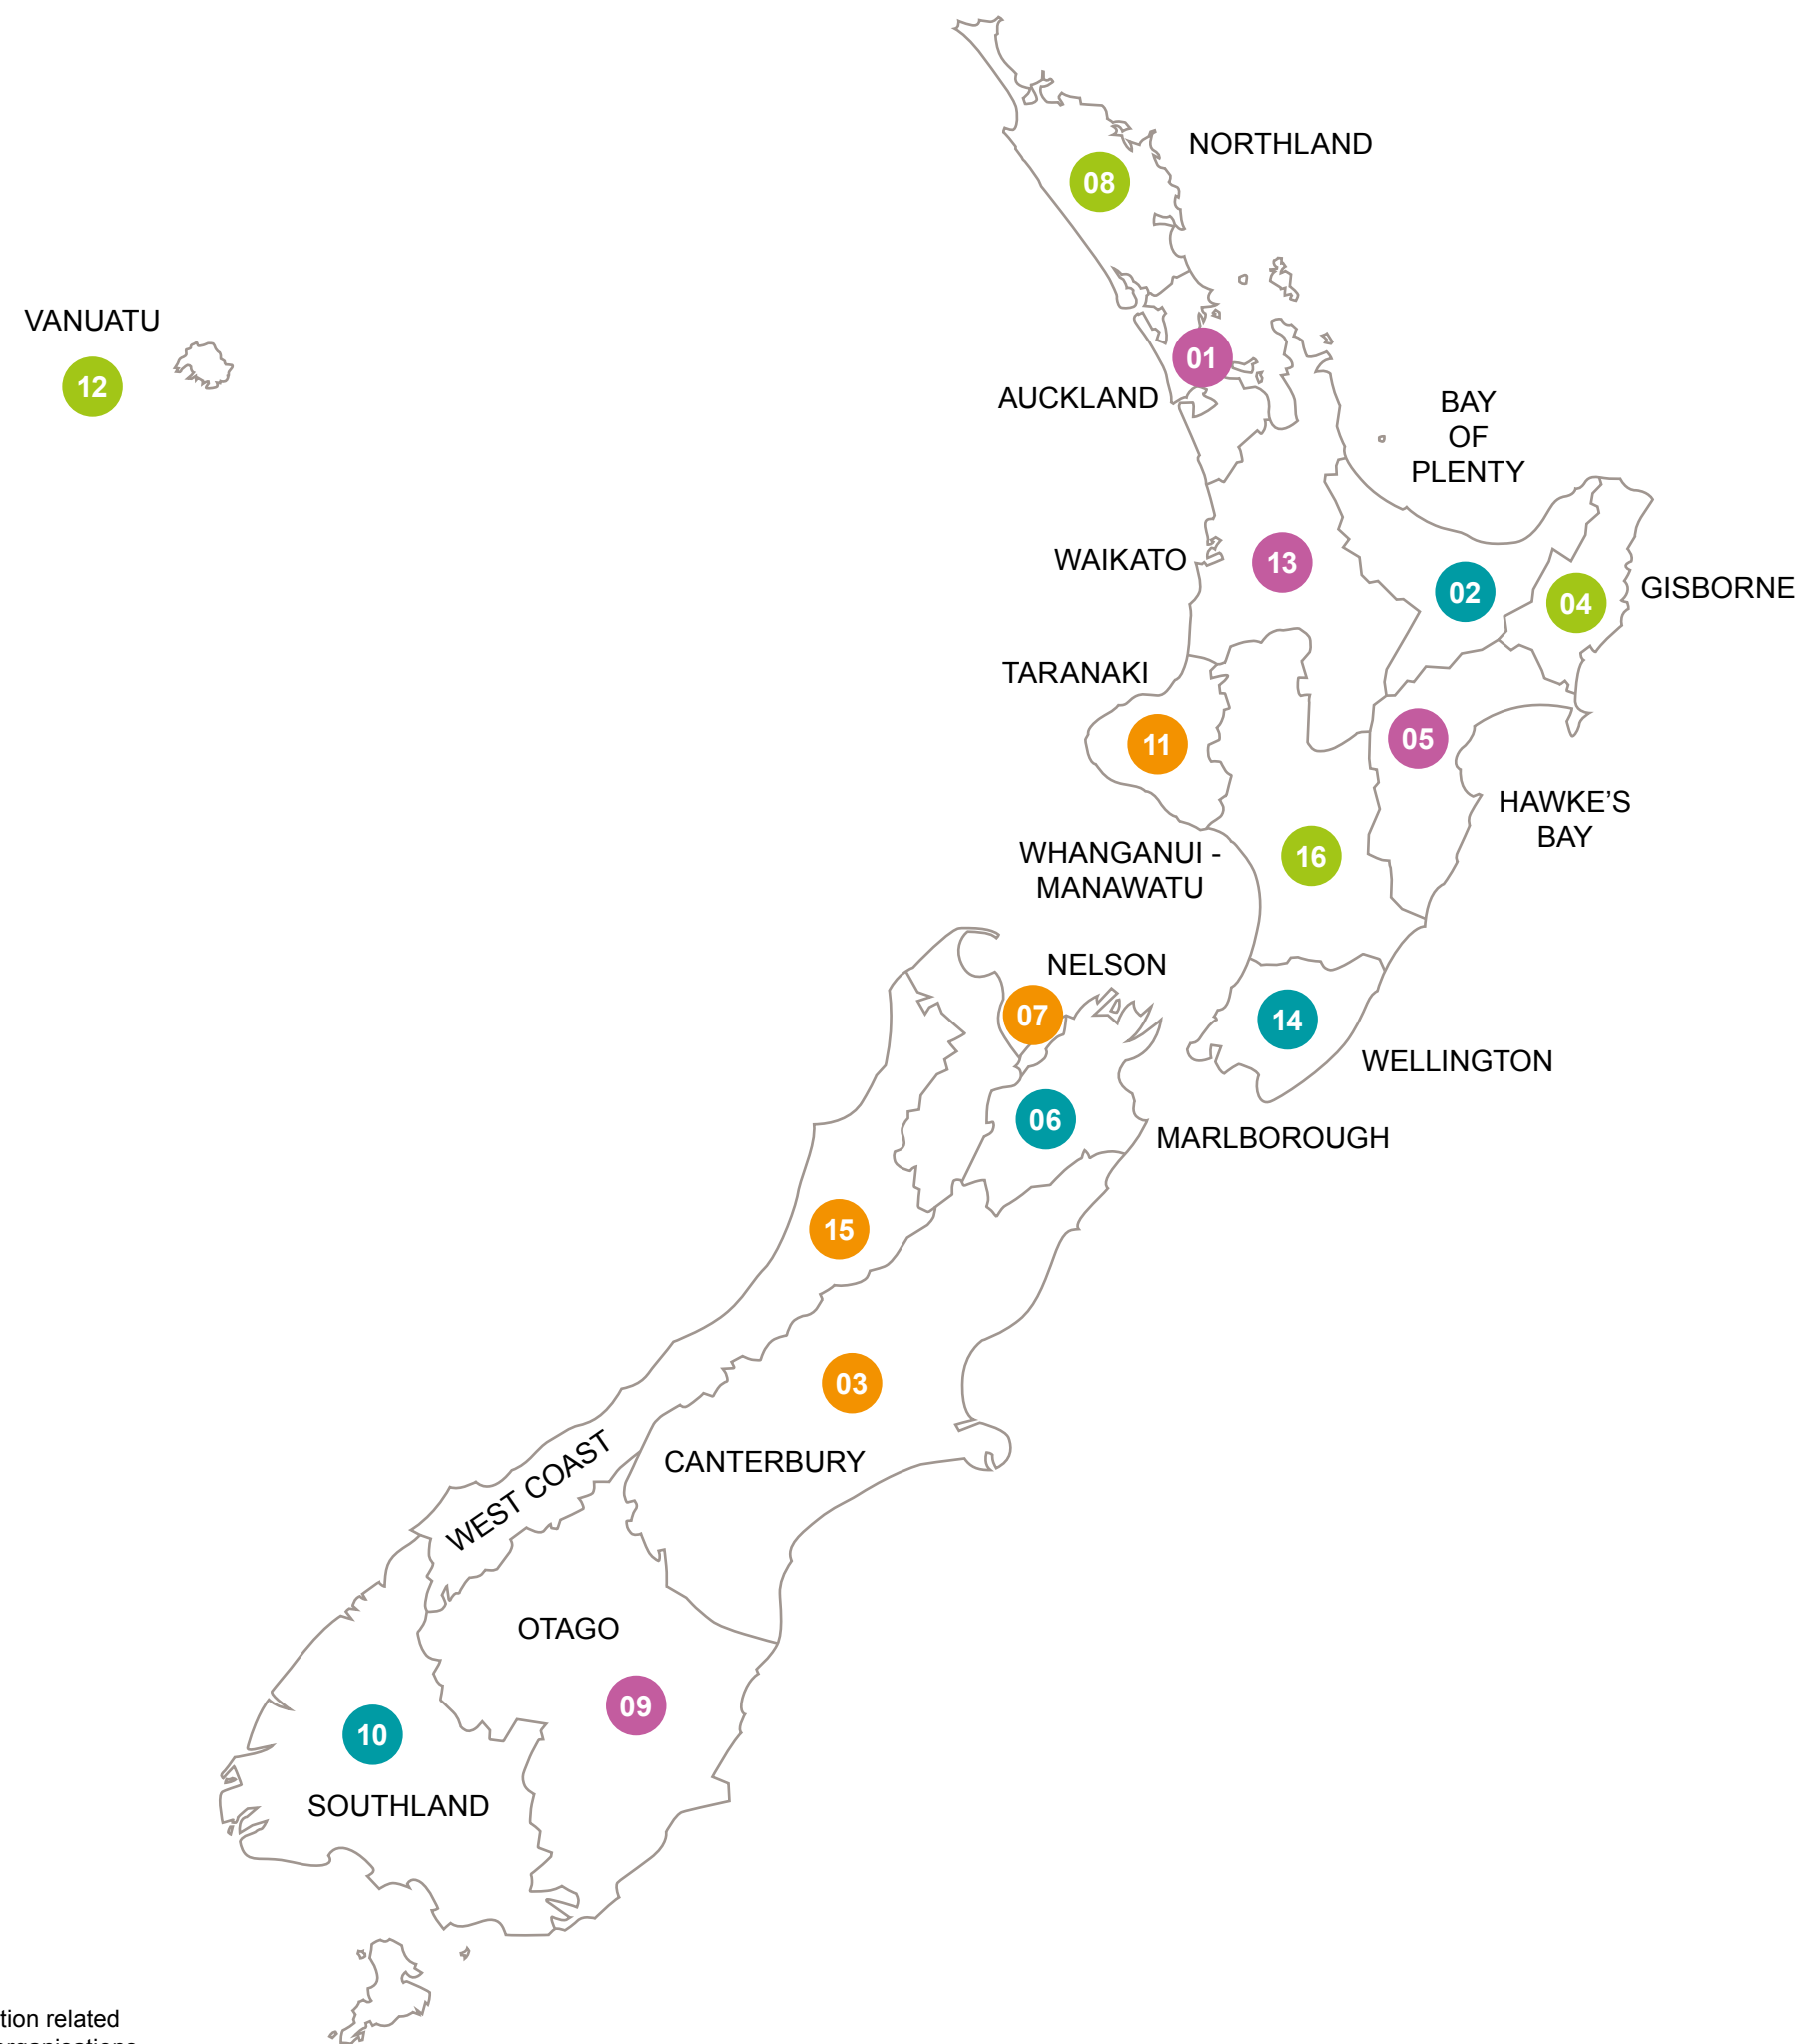 NORTHLAND
08
VANUATU
12
01
AUCKLAND
BAY
OF
PLENTY
WAIKATO
13
02
04
GISBORNE
TARANAKI
11
05
HAWKE’S
BAY
WHANGANUI -
MANAWATU
16
NELSON
07
14
WELLINGTON
06
MARLBOROUGH
15
03
CANTERBURY
WEST COAST
OTAGO
09
10
SOUTHLAND
tion related